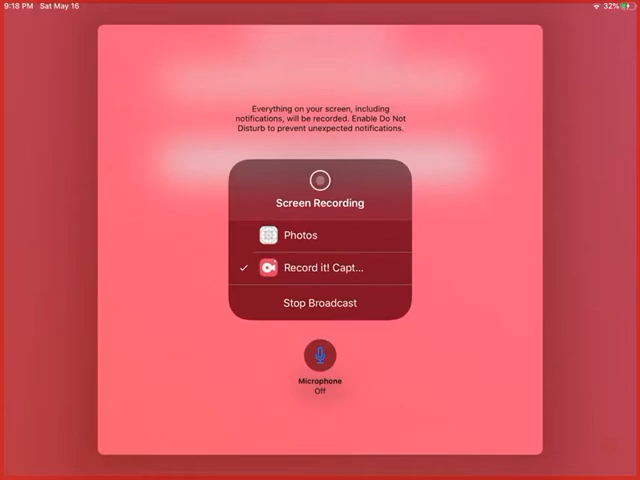 9:18 PM Sat May 16
32%
Everything on your screen, including
notifications, will be recorded. Enable Do Not
Disturb to prevent unexpected notifications.
Screen Recording
Photos
Record it! Capt...
Stop Broadcast
Microphone
Off